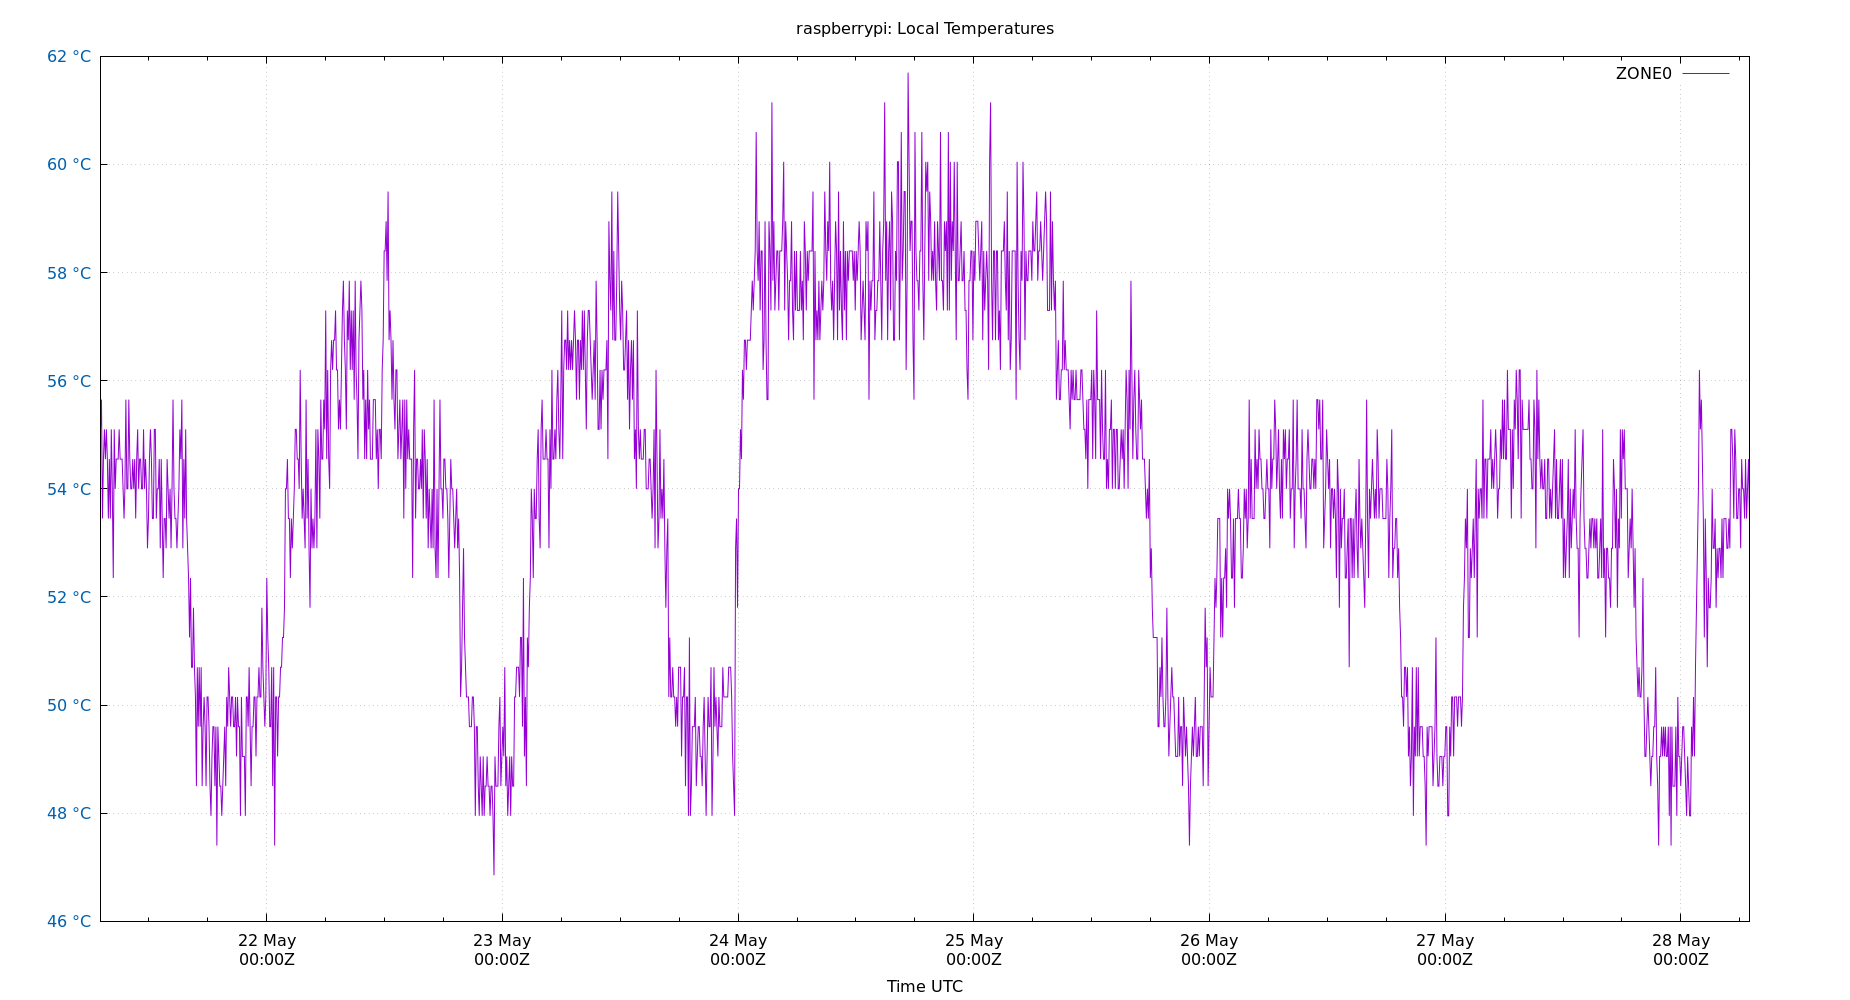 raspberrypi: Local Temperatures
62 °C
ZONE0
60 °C
58 °C
56 °C
54 °C
52 °C
50 °C
48 °C
46 °C
22 May 23 May 24 May 25 May 26 May 27 May 28 May
00:00Z 00:00Z 00:00Z 00:00Z 00:00Z 00:00Z 00:00Z
Time UTC